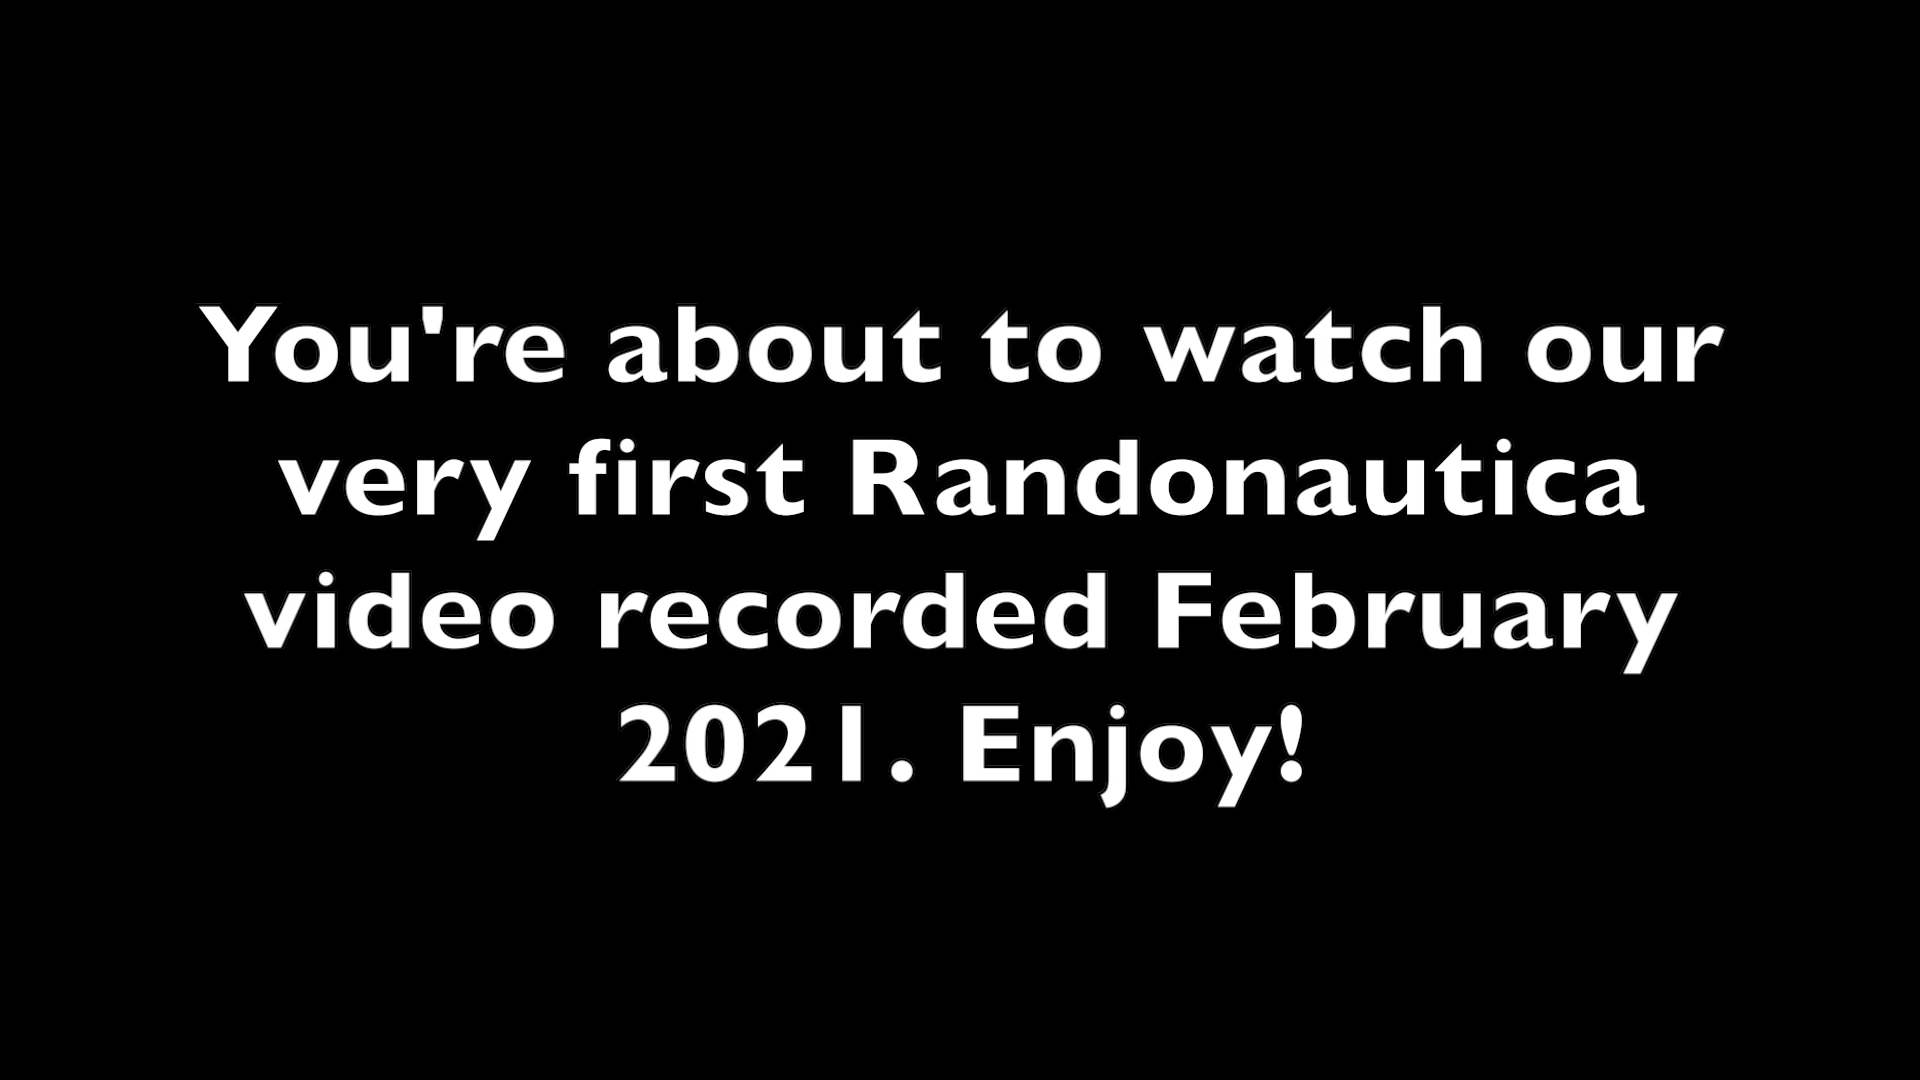 You're about to watch our
very first Randonautica
video recorded February
2021. Enjoy!